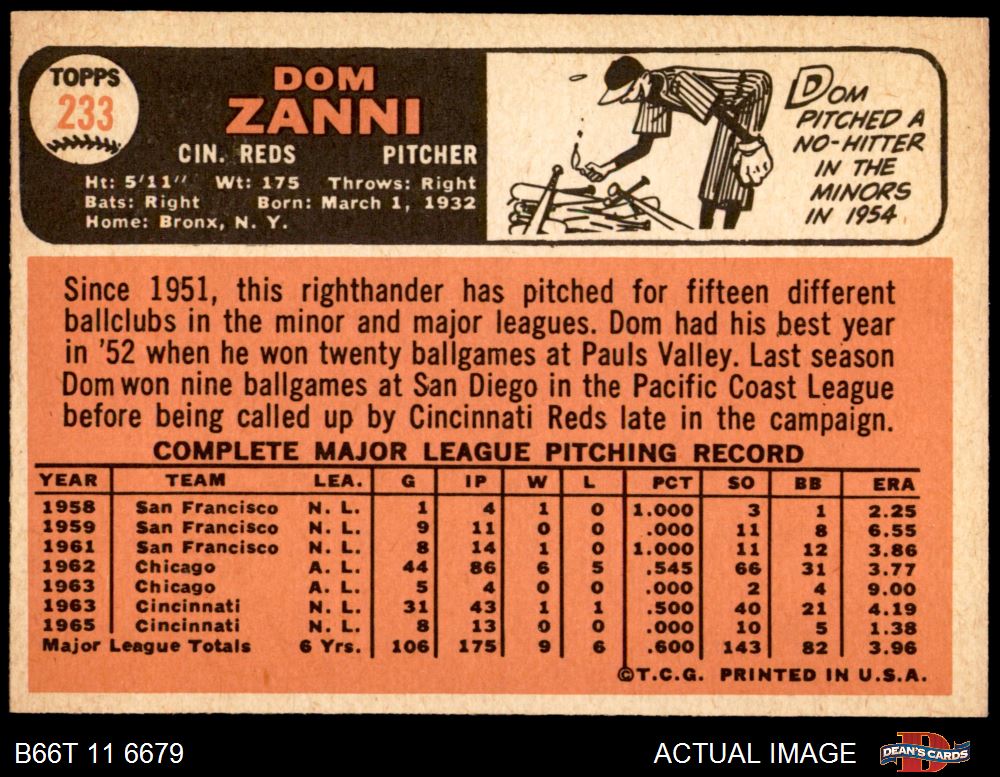 TOPPS
233
DOM
ZANNI
CIN. REDS PITCHER
Ht: 5'11" Wt: 175 Throws: Right
Bats: Right Born: March 1, 1932
Home: Bronx, N. Y.
DOM
PITCHED A
NO-HITTER
IN THE
MINORS
IN 1954
Since 1951, this righthander has pitched for fifteen different
ballclubs in the minor and major leagues. Dom had his best year
in '52 when he won twenty ballgames at Pauls Valley. Last season
Dom won nine ballgames at San Diego in the Pacific Coast League
before being called up by Cincinnati Reds late in the campaign.
COMPLETE MAJOR LEAGUE PITCHING RECORD
YEAR TEAM LEA. G IP W L PCT SO BB ERA
1958 San Francisco N. L. 1 4 1 0 1.000 3 1 2.25
1959 San Francisco N. L. 9 11 0 0 .000 11 8 6.55
1961 San Francisco N. L. 8 14 1 0 1.000 11 12 3.86
1962 Chicago A. L. 44 86 6 5 .545 66 31 3.77
1963 Chicago A. L. 5 4 0 0 .000 2 4 9.00
1963 Cincinnati N. L. 31 43 1 1 .500 40 21 4.19
1965 Cincinnati N. L. 8 13 0 0 .000 10 5 1.38
Major League Totals 6 Yrs. 106 175 9 6 .600 143 82 3.96
©T.C.G. PRINTED IN U.S.A.
B66T 11 6679 ACTUAL IMAGE DEAN'S CARDS